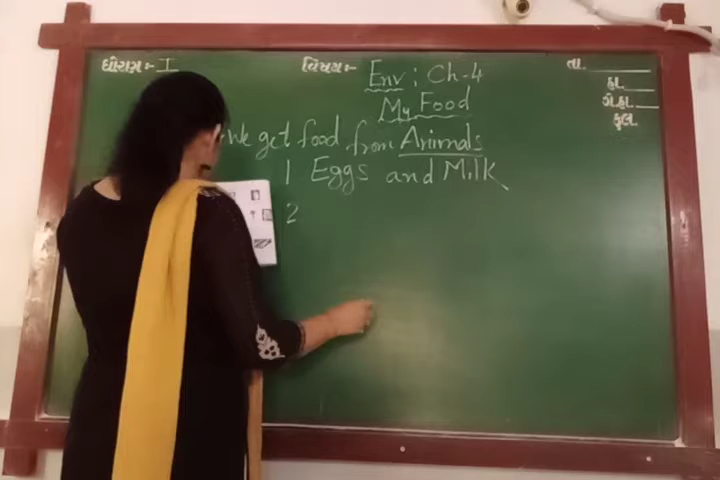 ધોરણ:- I વિષય:- Env: Ch-4 તા.
My Food હા.
ગે.હા.
We get food from Animals કુલ
1 Eggs and Milk
2